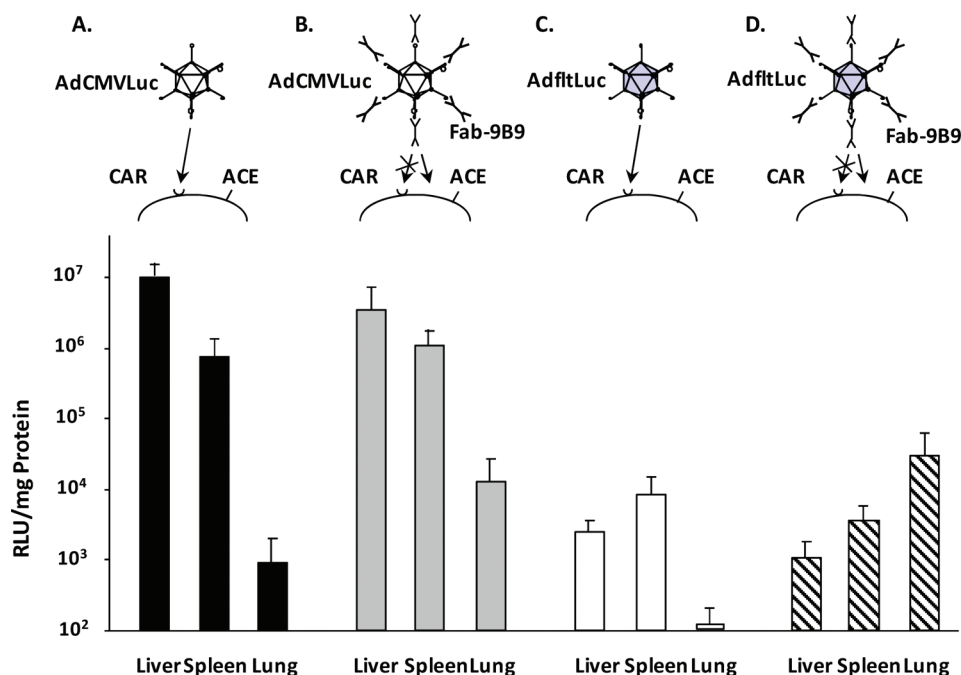 A.
B.
C.
D.
AdCMVLuc
AdCMVLuc
AdfltLuc
AdfltLuc
Fab-9B9
Fab-9B9
CAR
ACE
CAR
ACE
CAR
ACE
CAR
ACE
RLU/mg Protein
10⁷
10⁶
10⁵
10⁴
10³
10²
Liver Spleen Lung
Liver Spleen Lung
Liver Spleen Lung
Liver Spleen Lung